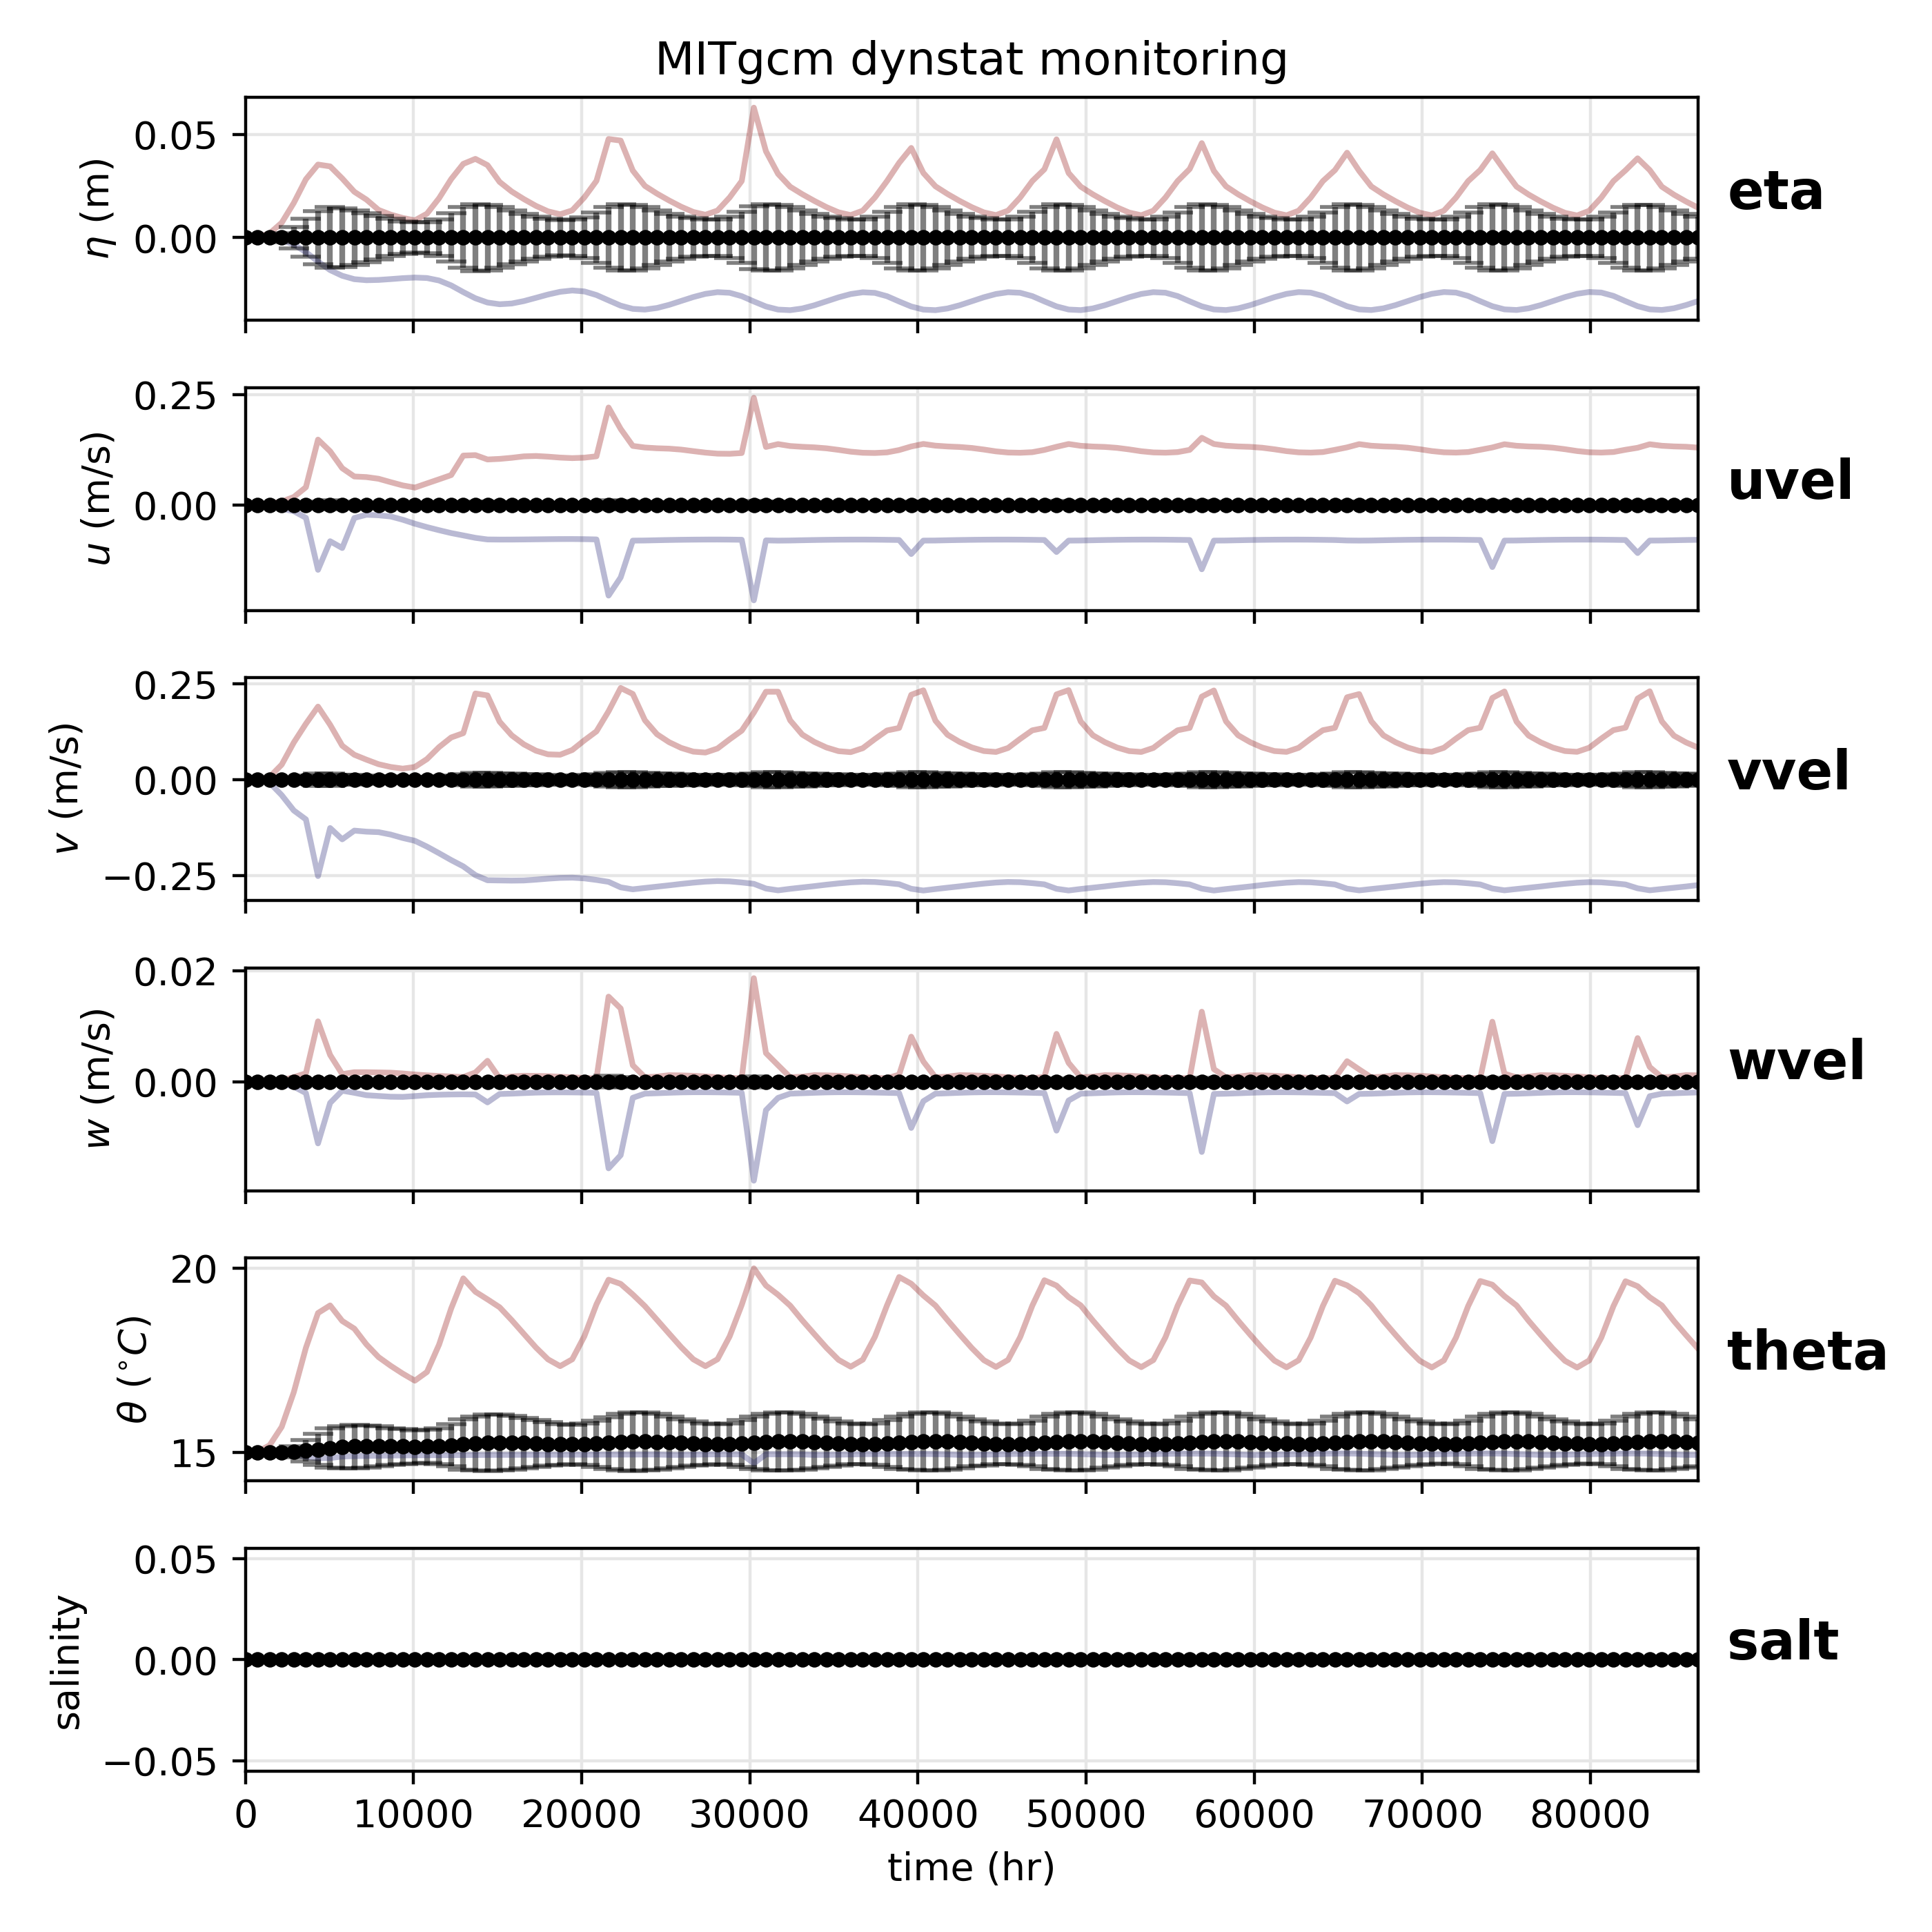 MITgcm dynstat monitoring
0.05
0.00
η (m)
eta
0.25
0.00
u (m/s)
uvel
0.25
0.00
−0.25
v (m/s)
vvel
0.02
0.00
w (m/s)
wvel
20
15
θ (°C)
theta
0.05
0.00
−0.05
salinity
salt
0 10000 20000 30000 40000 50000 60000 70000 80000
time (hr)